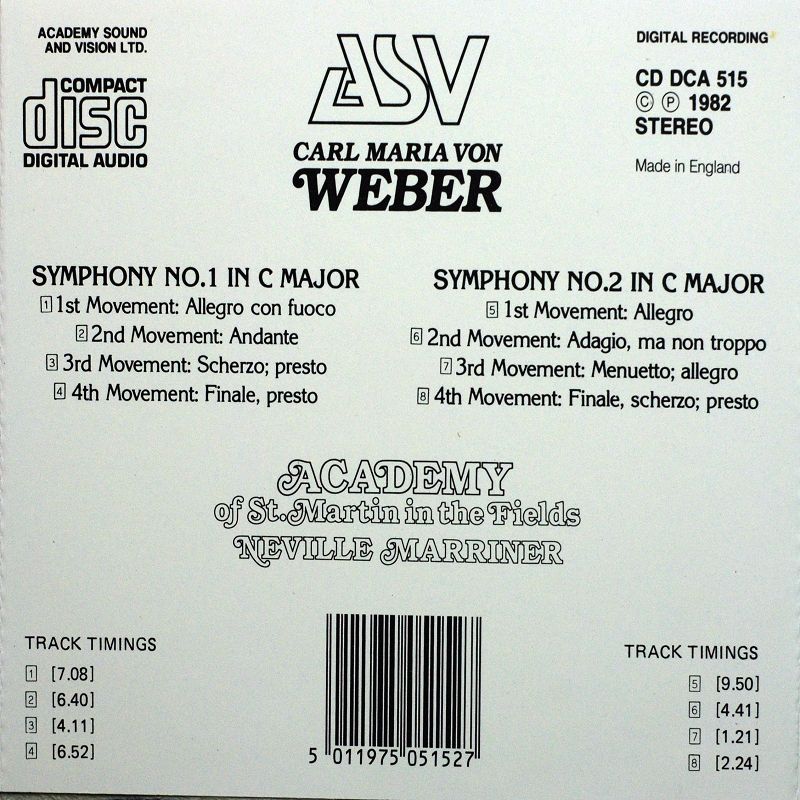 ACADEMY SOUND
AND VISION LTD.
COMPACT
disc
DIGITAL AUDIO
ASV
CARL MARIA VON
WEBER
DIGITAL RECORDING
CD DCA 515
Ⓒ Ⓟ 1982
STEREO
Made in England
SYMPHONY NO.1 IN C MAJOR
1 1st Movement: Allegro con fuoco
2 2nd Movement: Andante
3 3rd Movement: Scherzo; presto
4 4th Movement: Finale, presto
SYMPHONY NO.2 IN C MAJOR
5 1st Movement: Allegro
6 2nd Movement: Adagio, ma non troppo
7 3rd Movement: Menuetto; allegro
8 4th Movement: Finale, scherzo; presto
ACADEMY
of St.Martin in the Fields
NEVILLE MARRINER
TRACK TIMINGS
1 [7.08]
2 [6.40]
3 [4.11]
4 [6.52]
5 011975 051527
TRACK TIMINGS
5 [9.50]
6 [4.41]
7 [1.21]
8 [2.24]